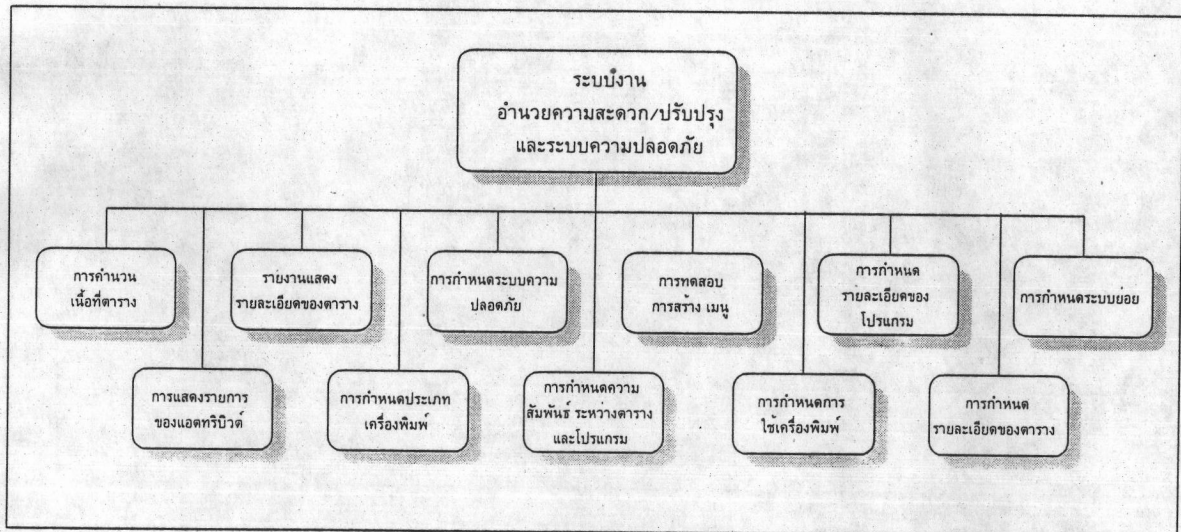 ระบบงาน
อำนวยความสะดวก/ปรับปรุง
และระบบความปลอดภัย
การคำนวน
เนื้อที่ตาราง
รายงานแสดง
รายละเอียดของตาราง
การกำหนดระบบความ
ปลอดภัย
การทดสอบ
การสร้าง เมนู
การกำหนด
รายละเอียดของ
โปรแกรม
การกำหนดระบบย่อย
การแสดงรายการ
ของแอตทริบิวต์
การกำหนดประเภท
เครื่องพิมพ์
การกำหนดความ
สัมพันธ์ ระหว่างตาราง
และโปรแกรม
การกำหนดการ
ใช้เครื่องพิมพ์
การกำหนด
รายละเอียดของตาราง